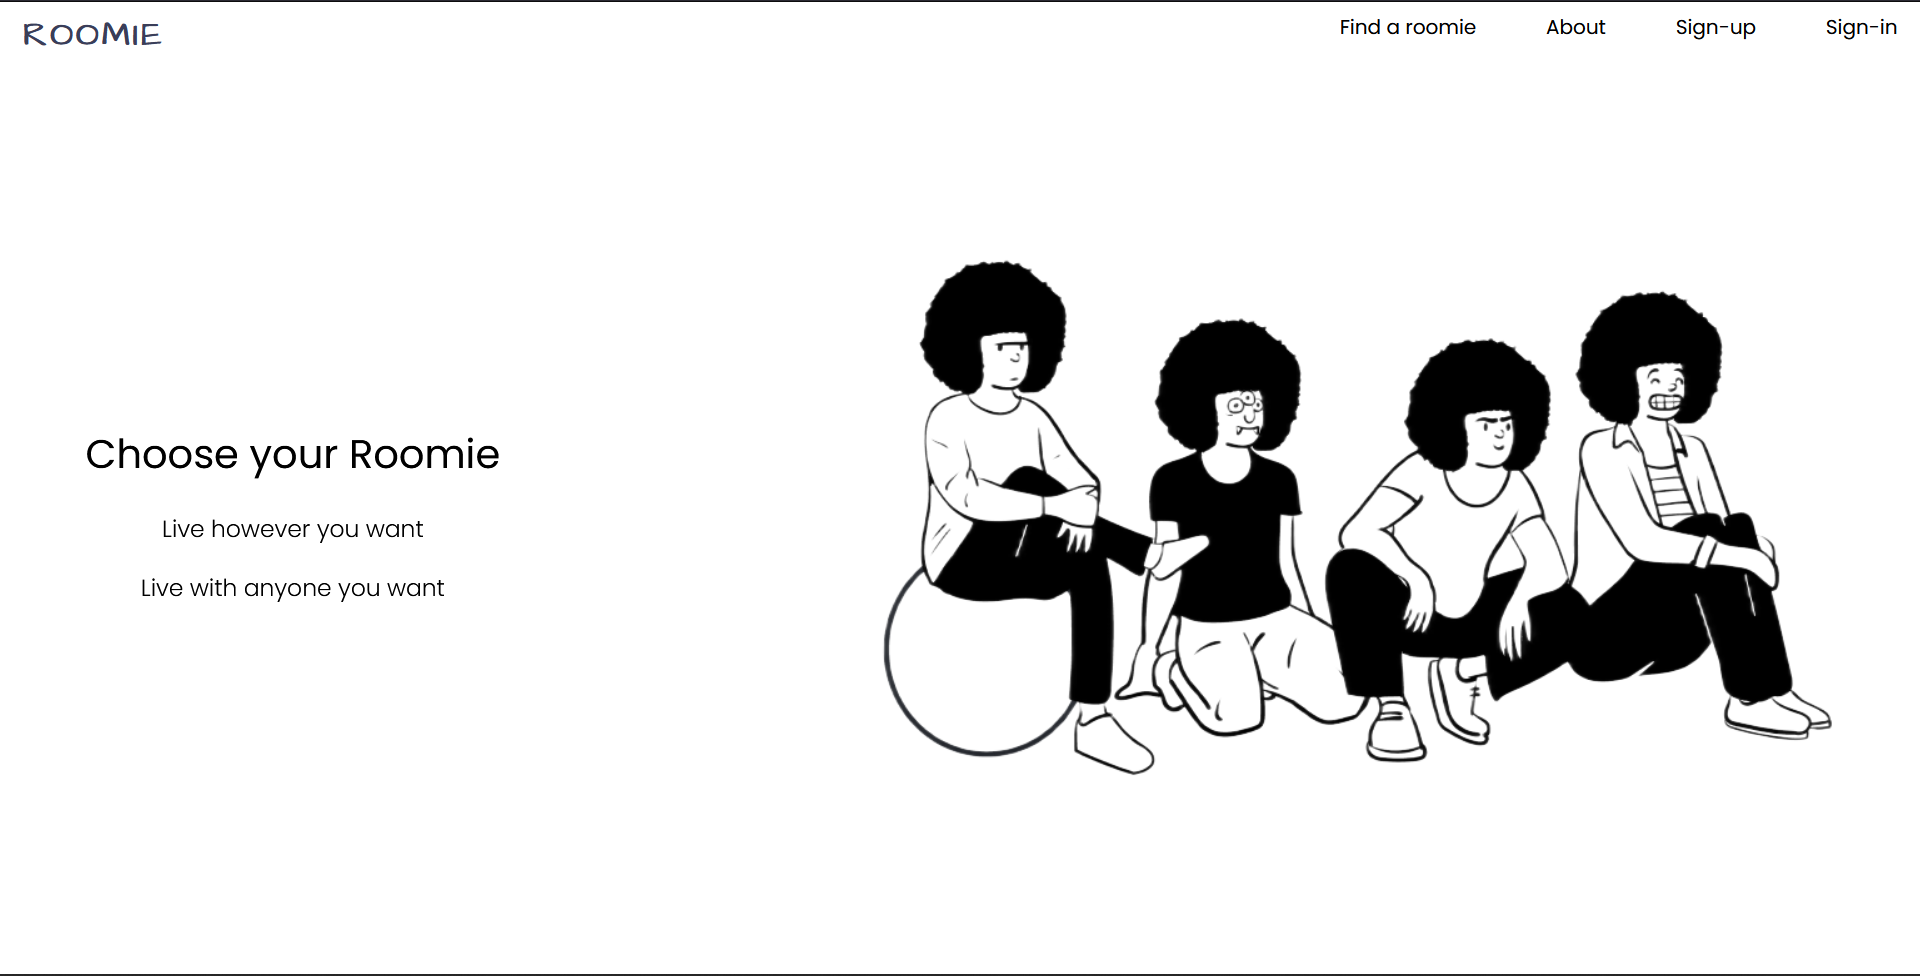 ROOMIE
Find a roomie
About
Sign-up
Sign-in
Choose your Roomie
Live however you want
Live with anyone you want